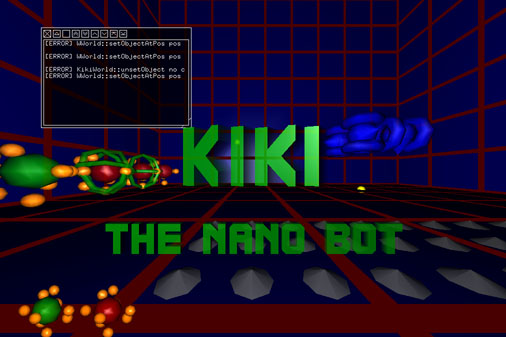 [ERROR] WWorld::setObjectAtPos pos
[ERROR] WWorld::setObjectAtPos pos
[ERROR] KikiWorld::unsetObject no c
[ERROR] WWorld::setObjectAtPos pos
KIKI
THE NANO BOT